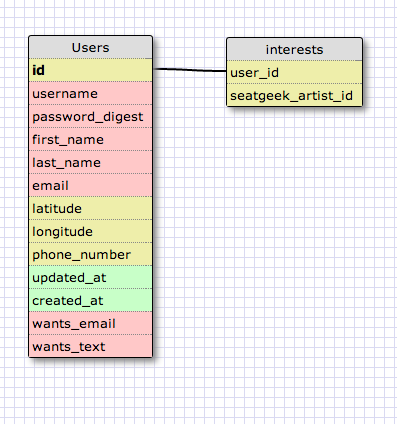 Users
id
username
password_digest
first_name
last_name
email
latitude
longitude
phone_number
updated_at
created_at
wants_email
wants_text
interests
user_id
seatgeek_artist_id